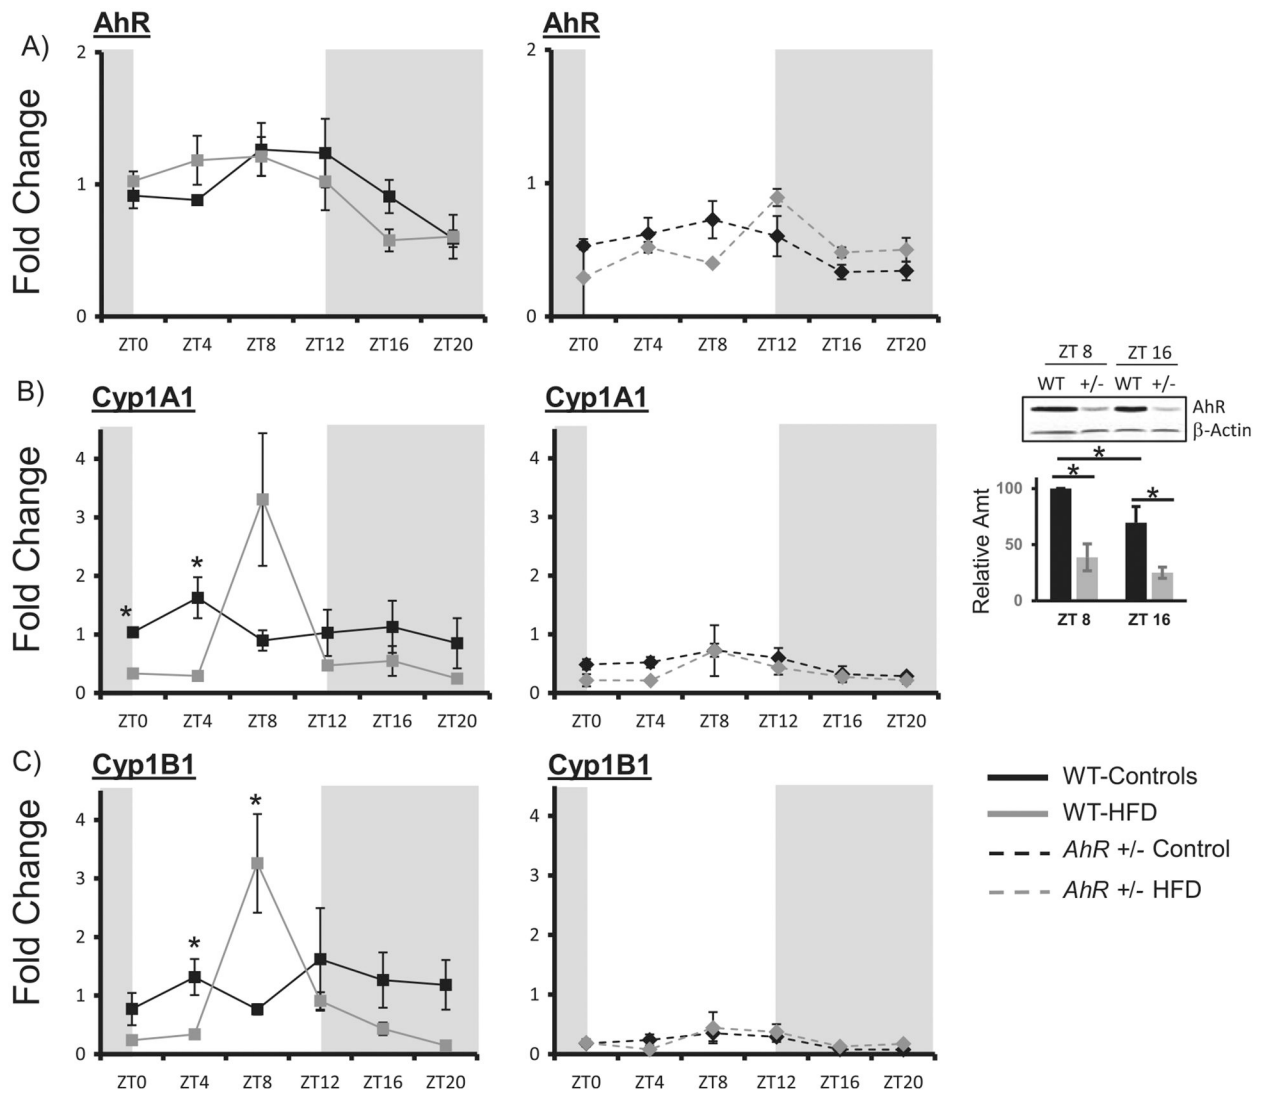 A)
AhR
AhR
Fold Change
2
1
0
ZT0 ZT4 ZT8 ZT12 ZT16 ZT20
2
1
0
ZT0 ZT4 ZT8 ZT12 ZT16 ZT20
B)
Cyp1A1
Cyp1A1
Fold Change
4
3
2
1
0
* *
ZT0 ZT4 ZT8 ZT12 ZT16 ZT20
4
3
2
1
0
ZT0 ZT4 ZT8 ZT12 ZT16 ZT20
ZT 8 ZT 16
WT +/- WT +/-
AhR
β-Actin
*
* *
Relative Amt
100
50
0
ZT 8 ZT 16
C)
Cyp1B1
Cyp1B1
Fold Change
4
3
2
1
0
* *
ZT0 ZT4 ZT8 ZT12 ZT16 ZT20
4
3
2
1
0
ZT0 ZT4 ZT8 ZT12 ZT16 ZT20
WT-Controls
WT-HFD
AhR +/- Control
AhR +/- HFD